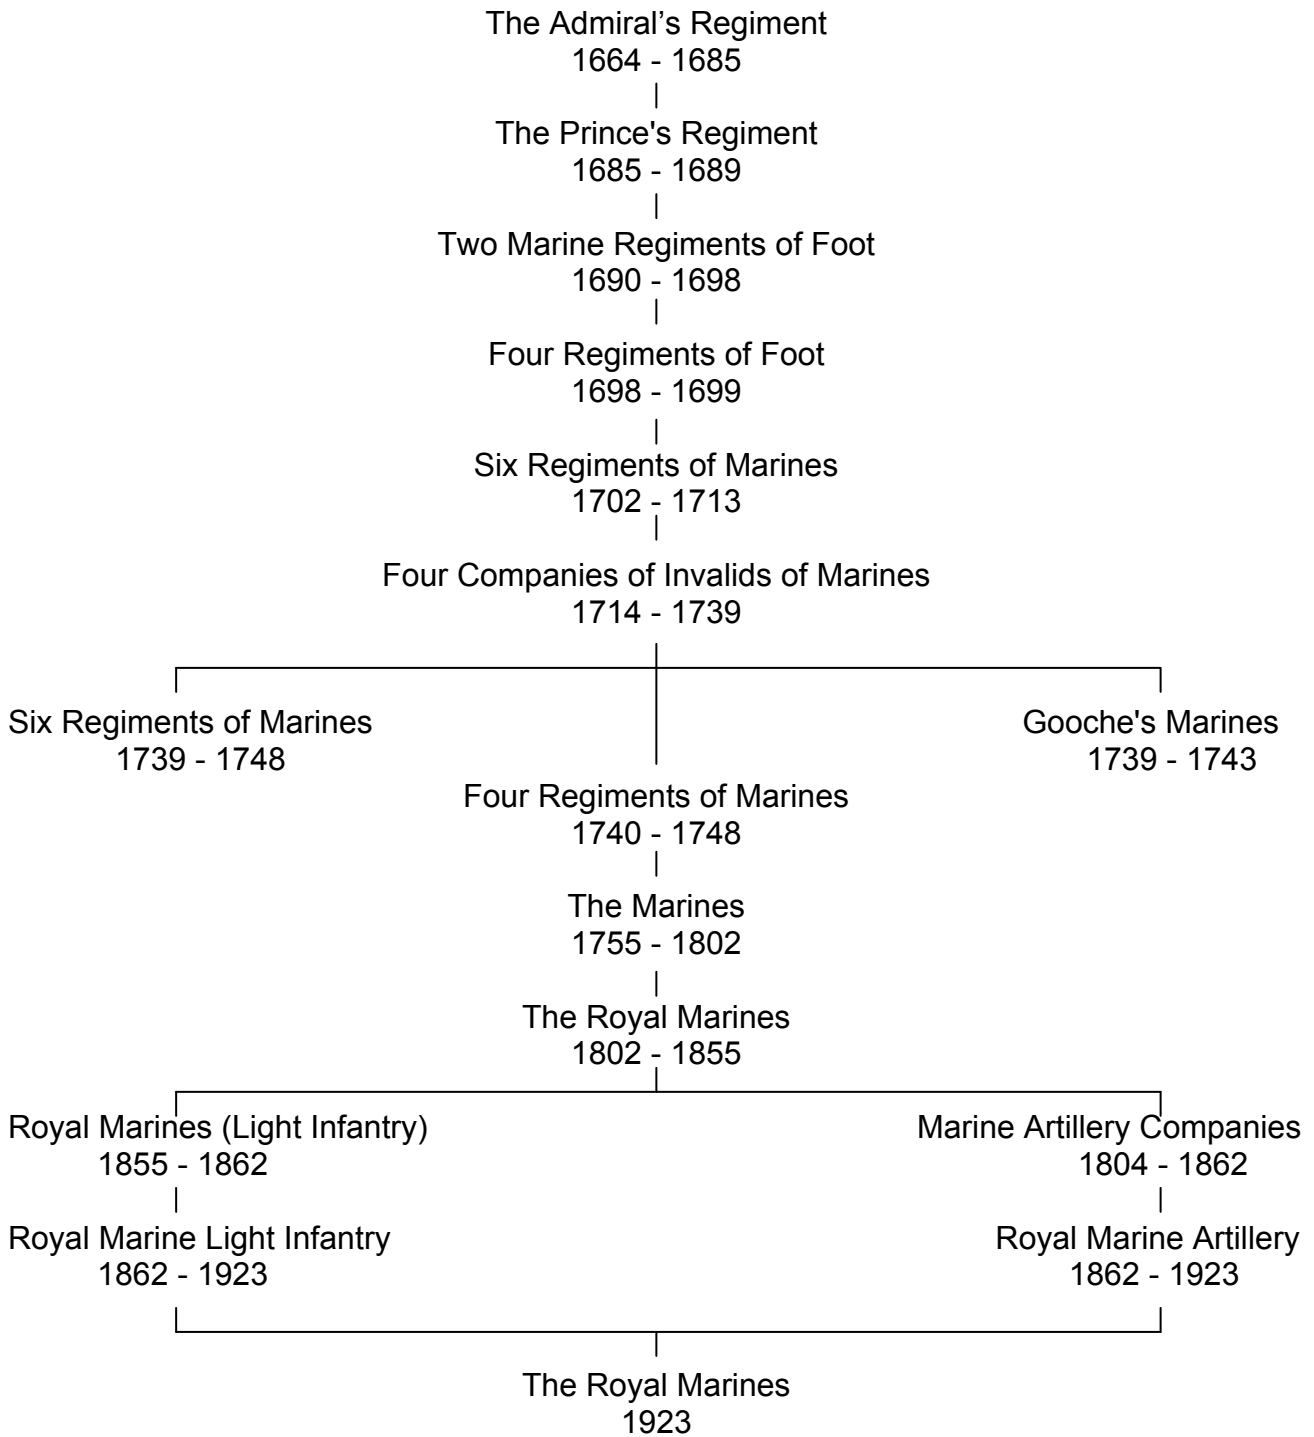 The Admiral’s Regiment
1664 - 1685
The Prince's Regiment
1685 - 1689
Two Marine Regiments of Foot
1690 - 1698
Four Regiments of Foot
1698 - 1699
Six Regiments of Marines
1702 - 1713
Four Companies of Invalids of Marines
1714 - 1739
Six Regiments of Marines
1739 - 1748
Gooche's Marines
1739 - 1743
Four Regiments of Marines
1740 - 1748
The Marines
1755 - 1802
The Royal Marines
1802 - 1855
Royal Marines (Light Infantry)
1855 - 1862
Marine Artillery Companies
1804 - 1862
Royal Marine Light Infantry
1862 - 1923
Royal Marine Artillery
1862 - 1923
The Royal Marines
1923